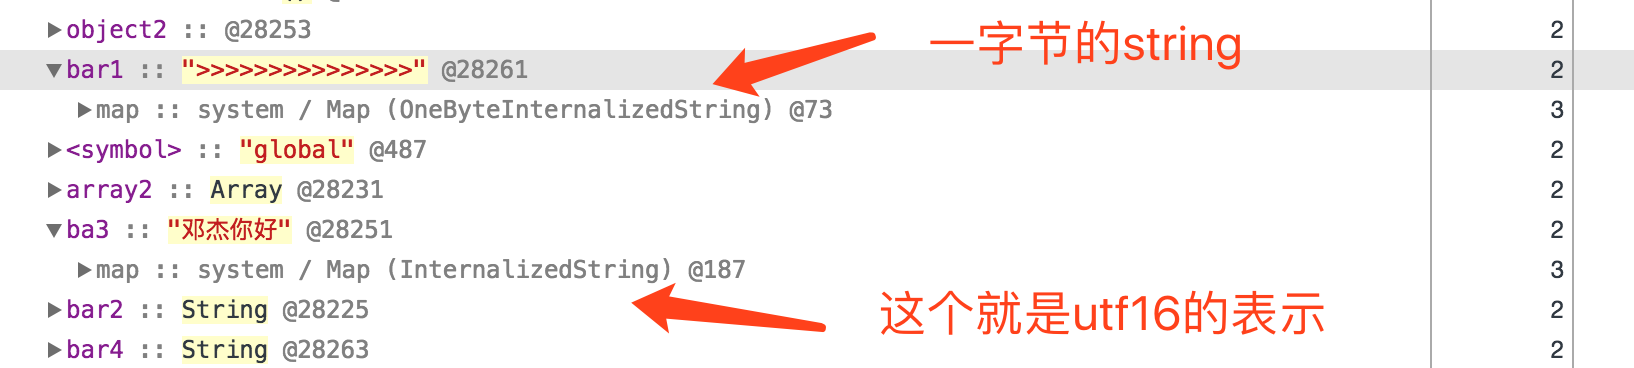 object2 :: @28253 2
一字节的string
bar1 :: ">>>>>>>>>>>>>>>" @28261 2
map :: system / Map (OneByteInternalizedString) @73 3
<symbol> :: "global" @487 2
array2 :: Array @28231 2
ba3 :: "邓杰你好" @28251 2
map :: system / Map (InternalizedString) @187 3
bar2 :: String @28225 2
这个就是utf16的表示
bar4 :: String @28263 2